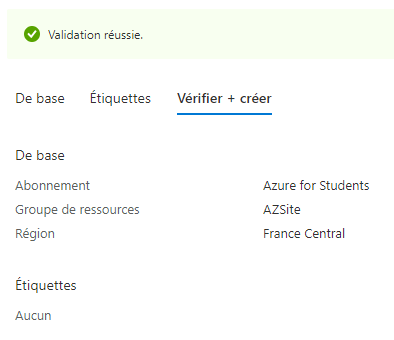 Validation réussie.
De base Étiquettes Vérifier + créer
De base
Abonnement Azure for Students
Groupe de ressources AZSite
Région France Central
Étiquettes
Aucun